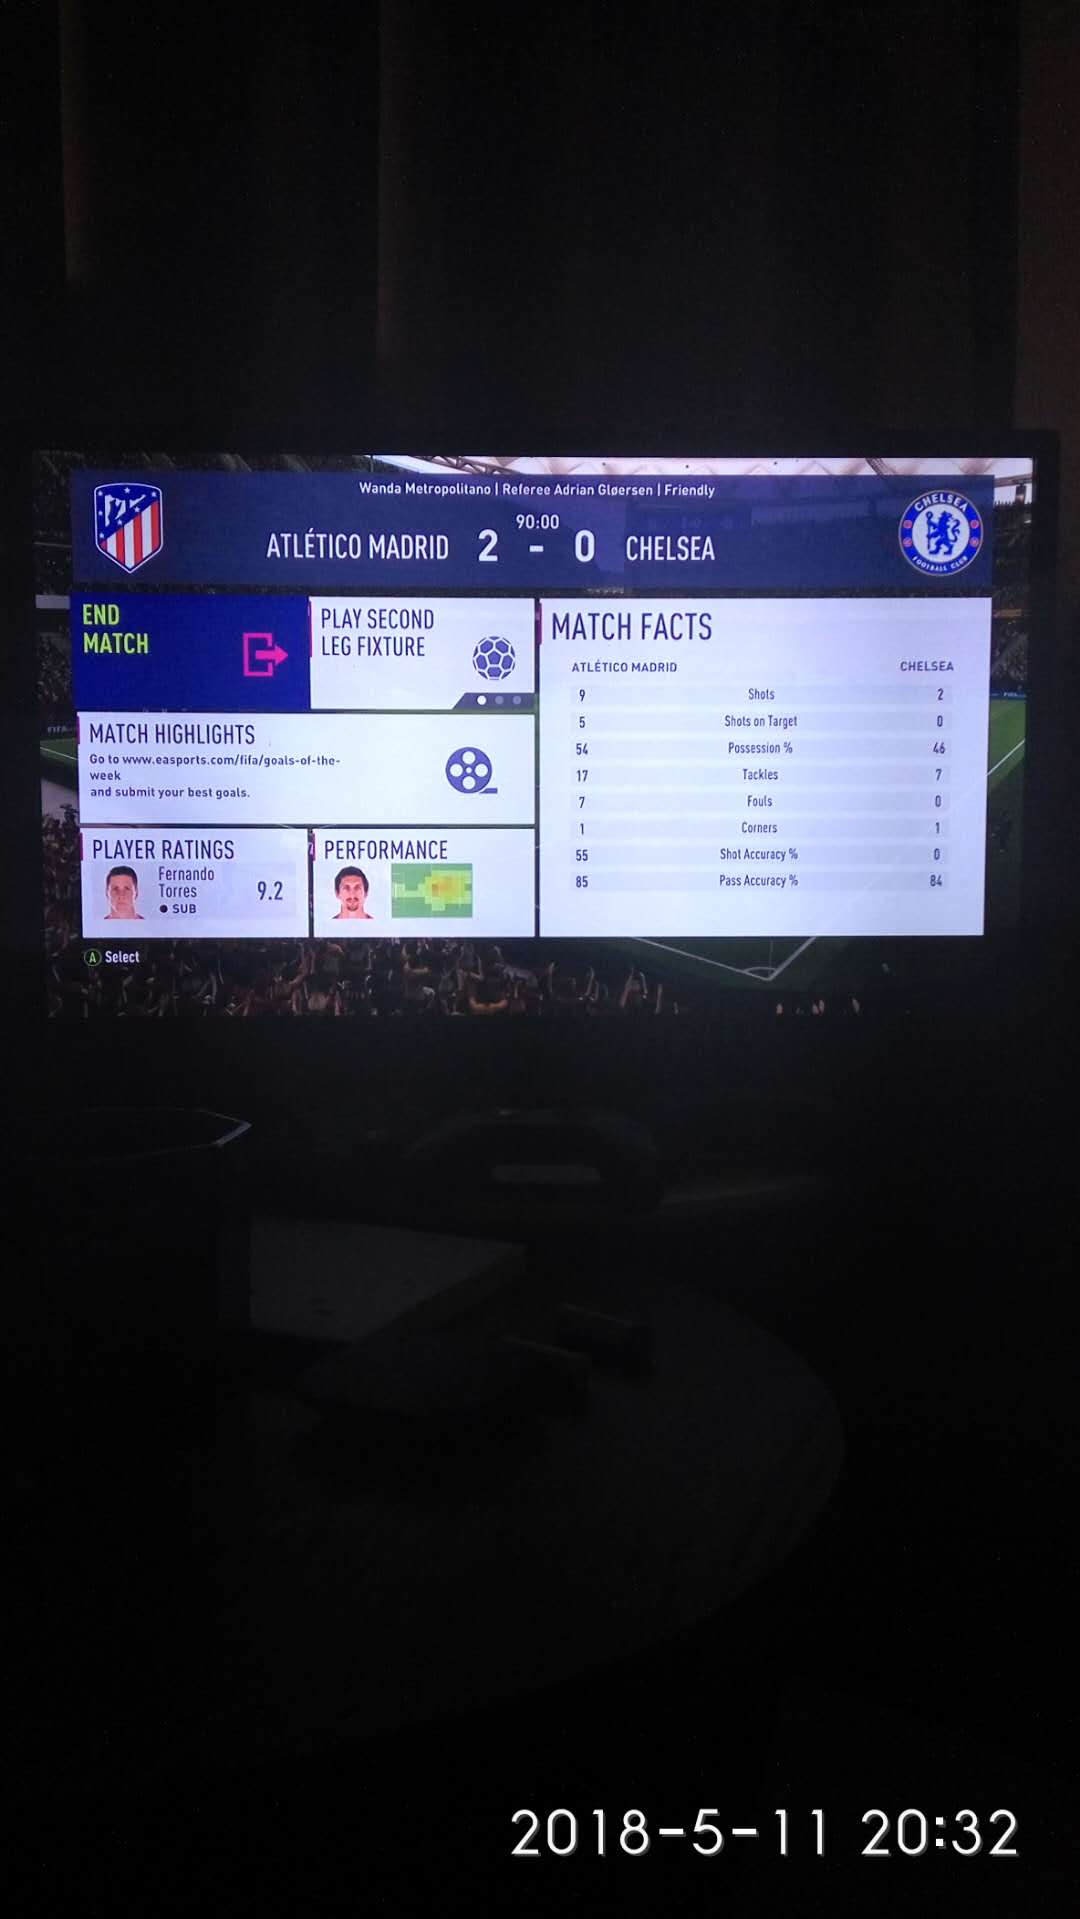 Wanda Metropolitano | Referee Adrian Gløersen | Friendly
90:00
ATLÉTICO MADRID 2 - 0 CHELSEA
CHELSEA
FOOTBALL CLUB
END
MATCH
PLAY SECOND
LEG FIXTURE
MATCH HIGHLIGHTS
Go to www.easports.com/fifa/goals-of-the-
week
and submit your best goals.
PLAYER RATINGS
Fernando
Torres
● SUB
9.2
PERFORMANCE
MATCH FACTS
ATLÉTICO MADRID CHELSEA
9 Shots 2
5 Shots on Target 0
54 Possession % 46
17 Tackles 7
7 Fouls 0
1 Corners 1
55 Shot Accuracy % 0
85 Pass Accuracy % 84
A Select
2018-5-11 20:32